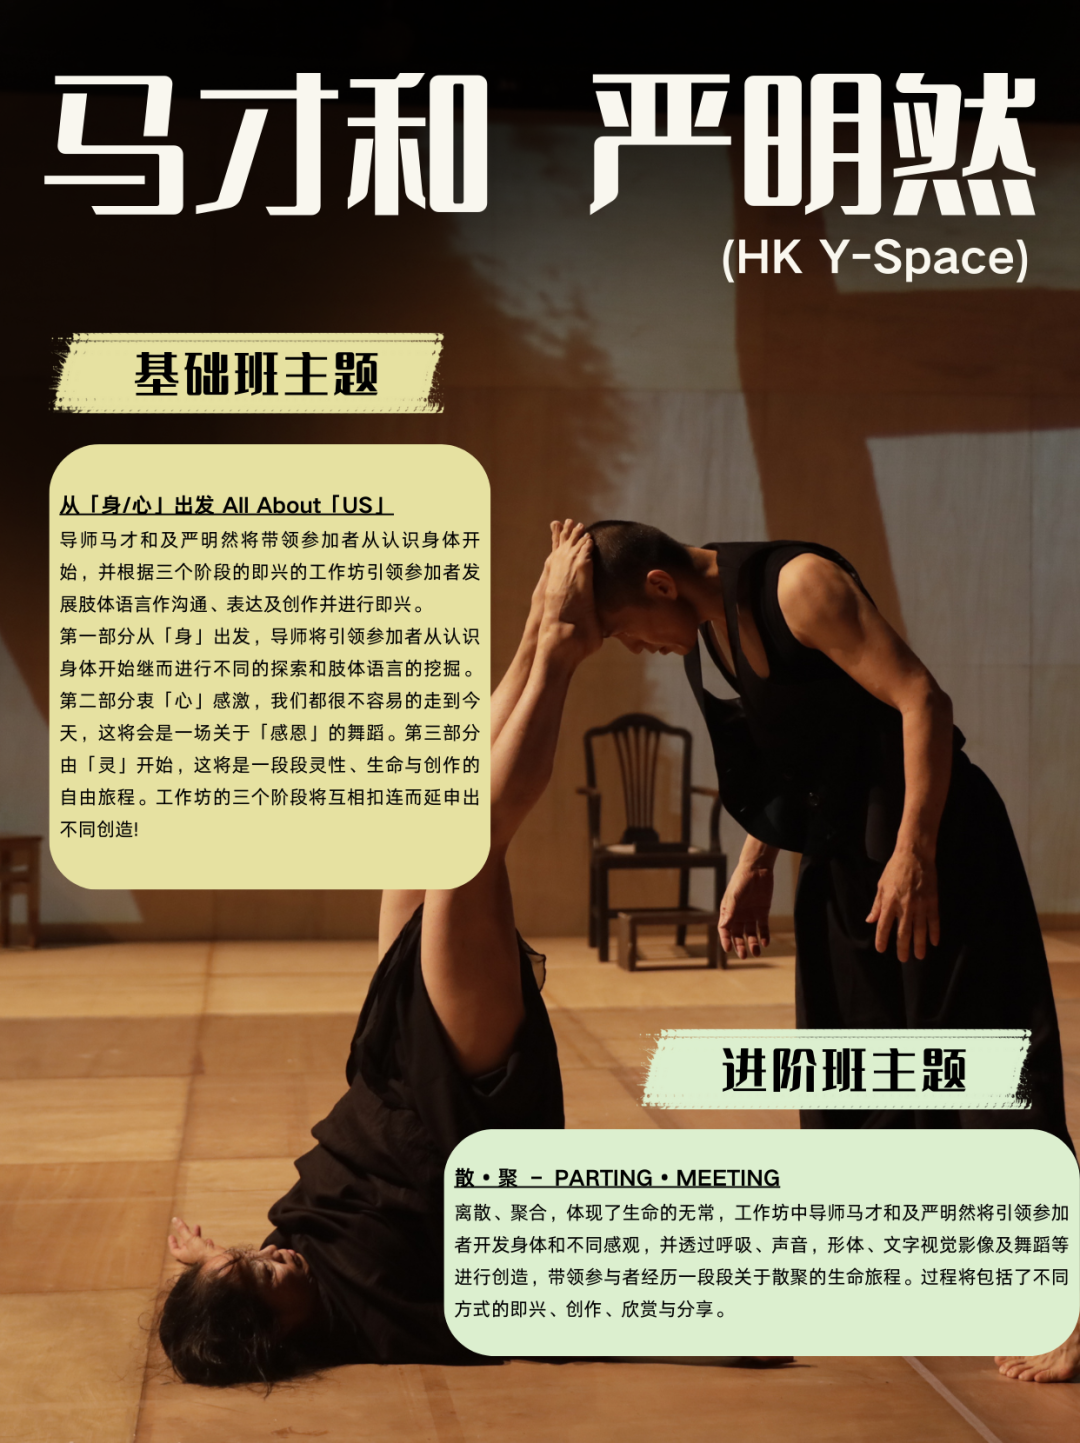 马才和 严明然
(HK Y-Space)
基础班主题
从「身/心」出发 All About「US」
导师马才和及严明然将带领参加者从认识身体开
始，并根据三个阶段的即兴的工作坊引领参加者发
展肢体语言作沟通、表达及创作并进行即兴。
第一部分从「身」出发，导师将引领参加者从认识
身体开始继而进行不同的探索和肢体语言的挖掘。
第二部分衷「心」感激，我们都很不容易的走到今
天，这将会是一场关于「感恩」的舞蹈。第三部分
由「灵」开始，这将是一段段灵性、生命与创作的
自由旅程。工作坊的三个阶段将互相扣连而延申出
不同创造!
进阶班主题
散·聚 - PARTING·MEETING
离散、聚合，体现了生命的无常，工作坊中导师马才和及严明然将引领参加
者开发身体和不同感观，并透过呼吸、声音，形体、文字视觉影像及舞蹈等
进行创造，带领参与者经历一段段关于散聚的生命旅程。过程将包括了不同
方式的即兴、创作、欣赏与分享。